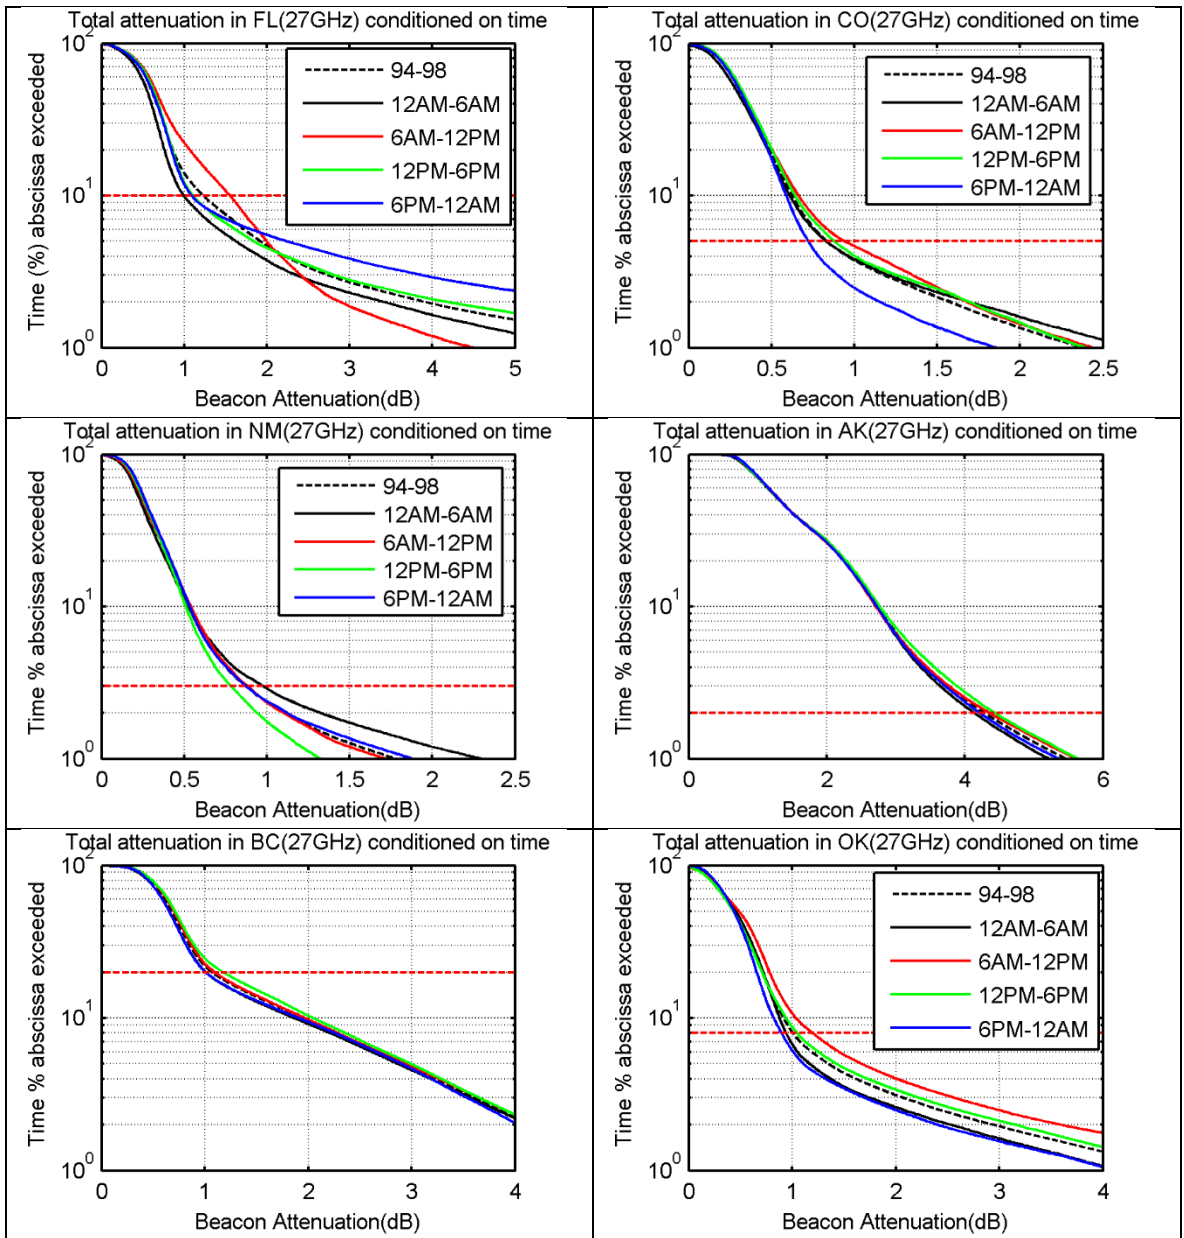 Total attenuation in FL(27GHz) conditioned on time
Time (%) abscissa exceeded
10^2
10^1
10^0
94-98
12AM-6AM
6AM-12PM
12PM-6PM
6PM-12AM
0 1 2 3 4 5
Beacon Attenuation(dB)
Total attenuation in CO(27GHz) conditioned on time
Time % abscissa exceeded
10^2
10^1
10^0
94-98
12AM-6AM
6AM-12PM
12PM-6PM
6PM-12AM
0 0.5 1 1.5 2 2.5
Beacon Attenuation(dB)
Total attenuation in NM(27GHz) conditioned on time
Time % abscissa exceeded
10^2
10^1
10^0
94-98
12AM-6AM
6AM-12PM
12PM-6PM
6PM-12AM
0 0.5 1 1.5 2 2.5
Beacon Attenuation(dB)
Total attenuation in AK(27GHz) conditioned on time
Time % abscissa exceeded
10^2
10^1
10^0
0 2 4 6
Beacon Attenuation(dB)
Total attenuation in BC(27GHz) conditioned on time
Time % abscissa exceeded
10^2
10^1
10^0
0 1 2 3 4
Beacon Attenuation(dB)
Total attenuation in OK(27GHz) conditioned on time
Time % abscissa exceeded
10^2
10^1
10^0
94-98
12AM-6AM
6AM-12PM
12PM-6PM
6PM-12AM
0 1 2 3 4
Beacon Attenuation(dB)